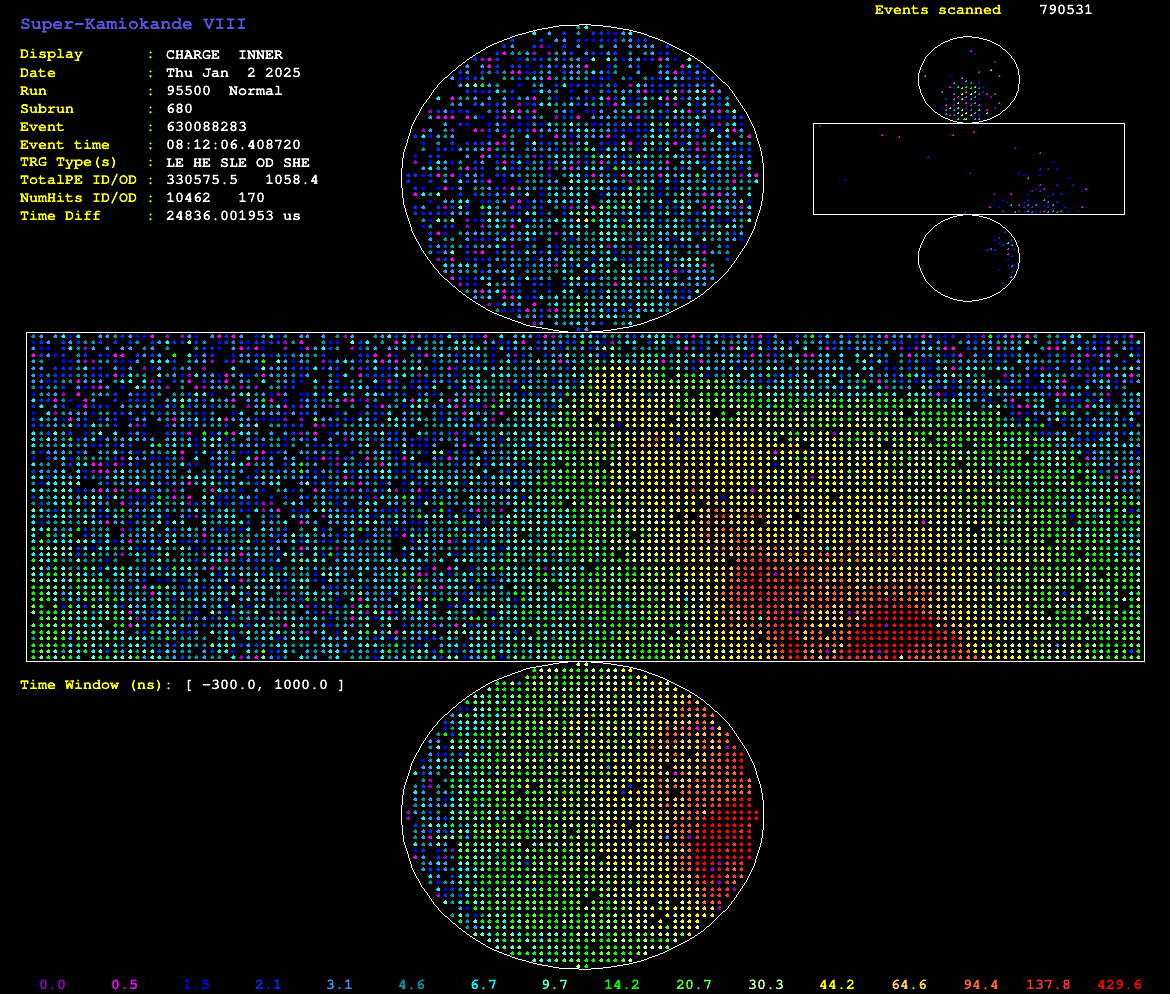 Super-Kamiokande VIII
Events scanned 790531
Display : CHARGE INNER
Date : Thu Jan 2 2025
Run : 95500 Normal
Subrun : 680
Event : 630088283
Event time : 08:12:06.408720
TRG Type(s) : LE HE SLE OD SHE
TotalPE ID/OD : 330575.5 1058.4
NumHits ID/OD : 10462 170
Time Diff : 24836.001953 us
Time Window (ns): [ −300.0, 1000.0 ]
0.0 0.5 1.5 2.1 3.1 4.6 6.7 9.7 14.2 20.7 30.3 44.2 64.6 94.4 137.8 429.6